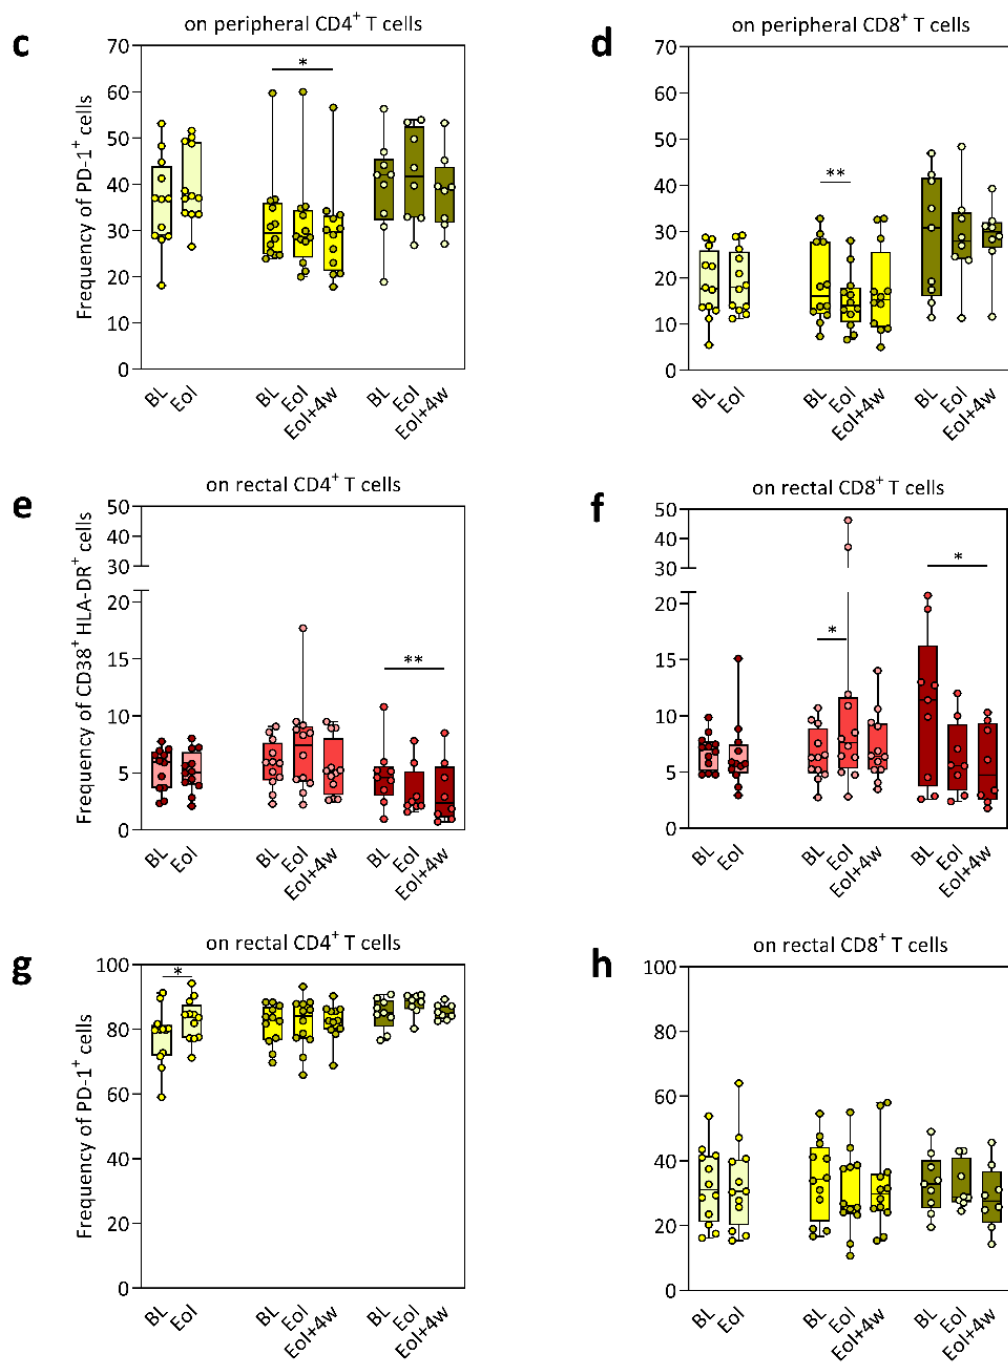 c
on peripheral CD4⁺ T cells
Frequency of PD-1⁺ cells
70
60
50
40
30
20
10
0
*
BL
EoI
BL
EoI
EoI+4w
BL
EoI
EoI+4w
d
on peripheral CD8⁺ T cells
70
60
50
40
30
20
10
0
**
BL
EoI
BL
EoI
EoI+4w
BL
EoI
EoI+4w
e
on rectal CD4⁺ T cells
Frequency of CD38⁺ HLA-DR⁺ cells
50
40
30
20
15
10
5
0
**
BL
EoI
BL
EoI
EoI+4w
BL
EoI
EoI+4w
f
on rectal CD8⁺ T cells
50
40
30
20
15
10
5
0
*
*
BL
EoI
BL
EoI
EoI+4w
BL
EoI
EoI+4w
g
on rectal CD4⁺ T cells
Frequency of PD-1⁺ cells
100
80
60
40
20
0
*
BL
EoI
BL
EoI
EoI+4w
BL
EoI
EoI+4w
h
on rectal CD8⁺ T cells
100
80
60
40
20
0
BL
EoI
BL
EoI
EoI+4w
BL
EoI
EoI+4w